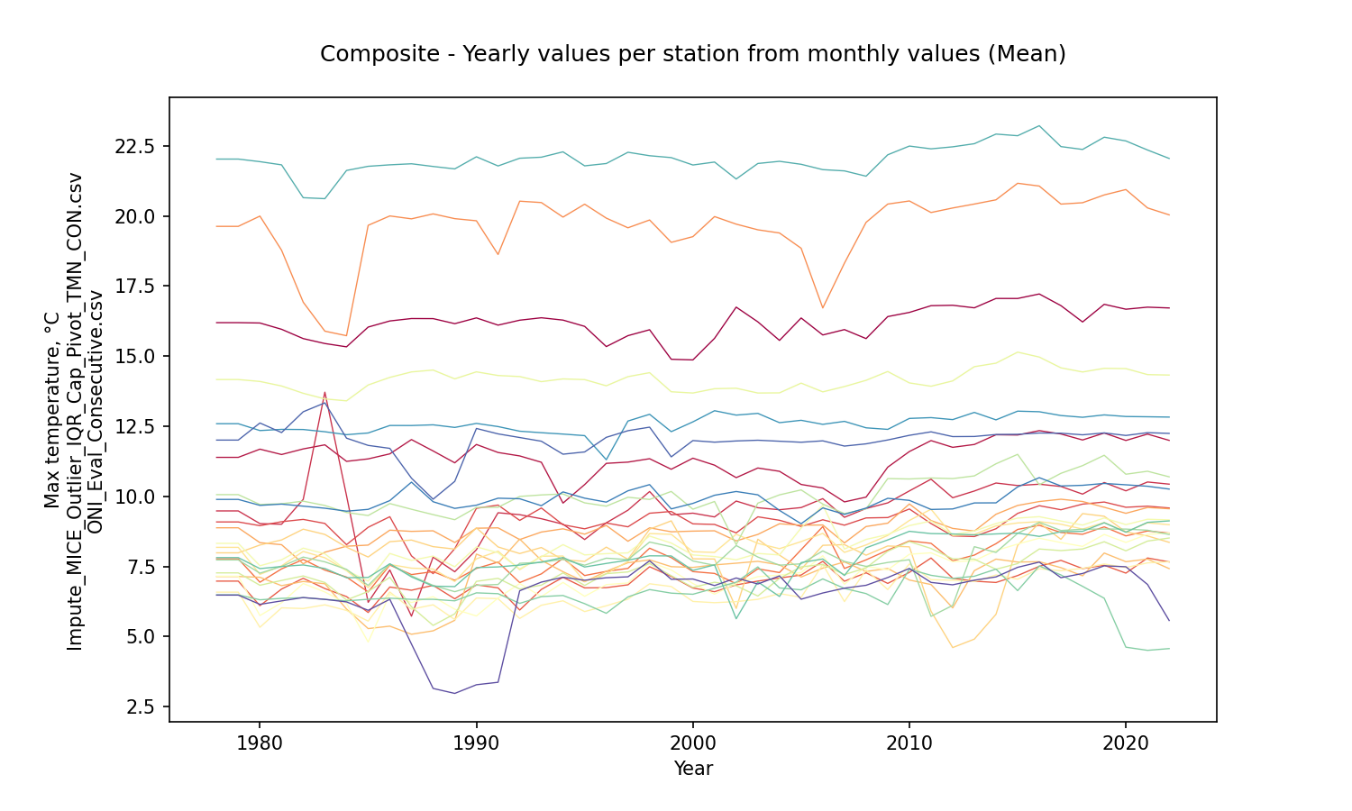 Composite - Yearly values per station from monthly values (Mean)
Max temperature, °C
Impute_MICE_Outlier_IQR_Cap_Pivot_TMN_CON.csv
ONI_Eval_Consecutive.csv
22.5
20.0
17.5
15.0
12.5
10.0
7.5
5.0
2.5
1980 1990 2000 2010 2020
Year